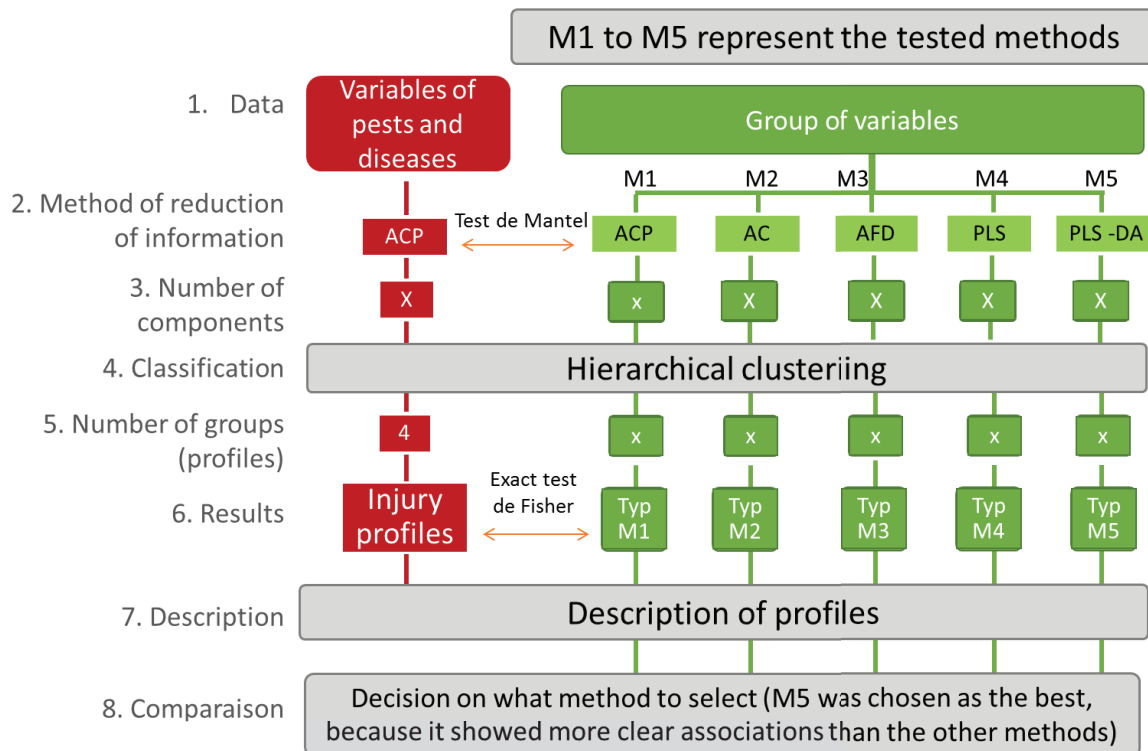 M1 to M5 represent the tested methods
1. Data
Variables of
pests and
diseases
Group of variables
M1 M2 M3 M4 M5
2. Method of reduction
of information
ACP
Test de Mantel
ACP AC AFD PLS PLS -DA
3. Number of
components
X x X X X X
4. Classification
Hierarchical clusteriing
5. Number of groups
(profiles)
4 x x x x x
6. Results
Injury
profiles
Exact test
de Fisher
Typ
M1
Typ
M2
Typ
M3
Typ
M4
Typ
M5
7. Description
Description of profiles
8. Comparaison
Decision on what method to select (M5 was chosen as the best,
because it showed more clear associations than the other methods)